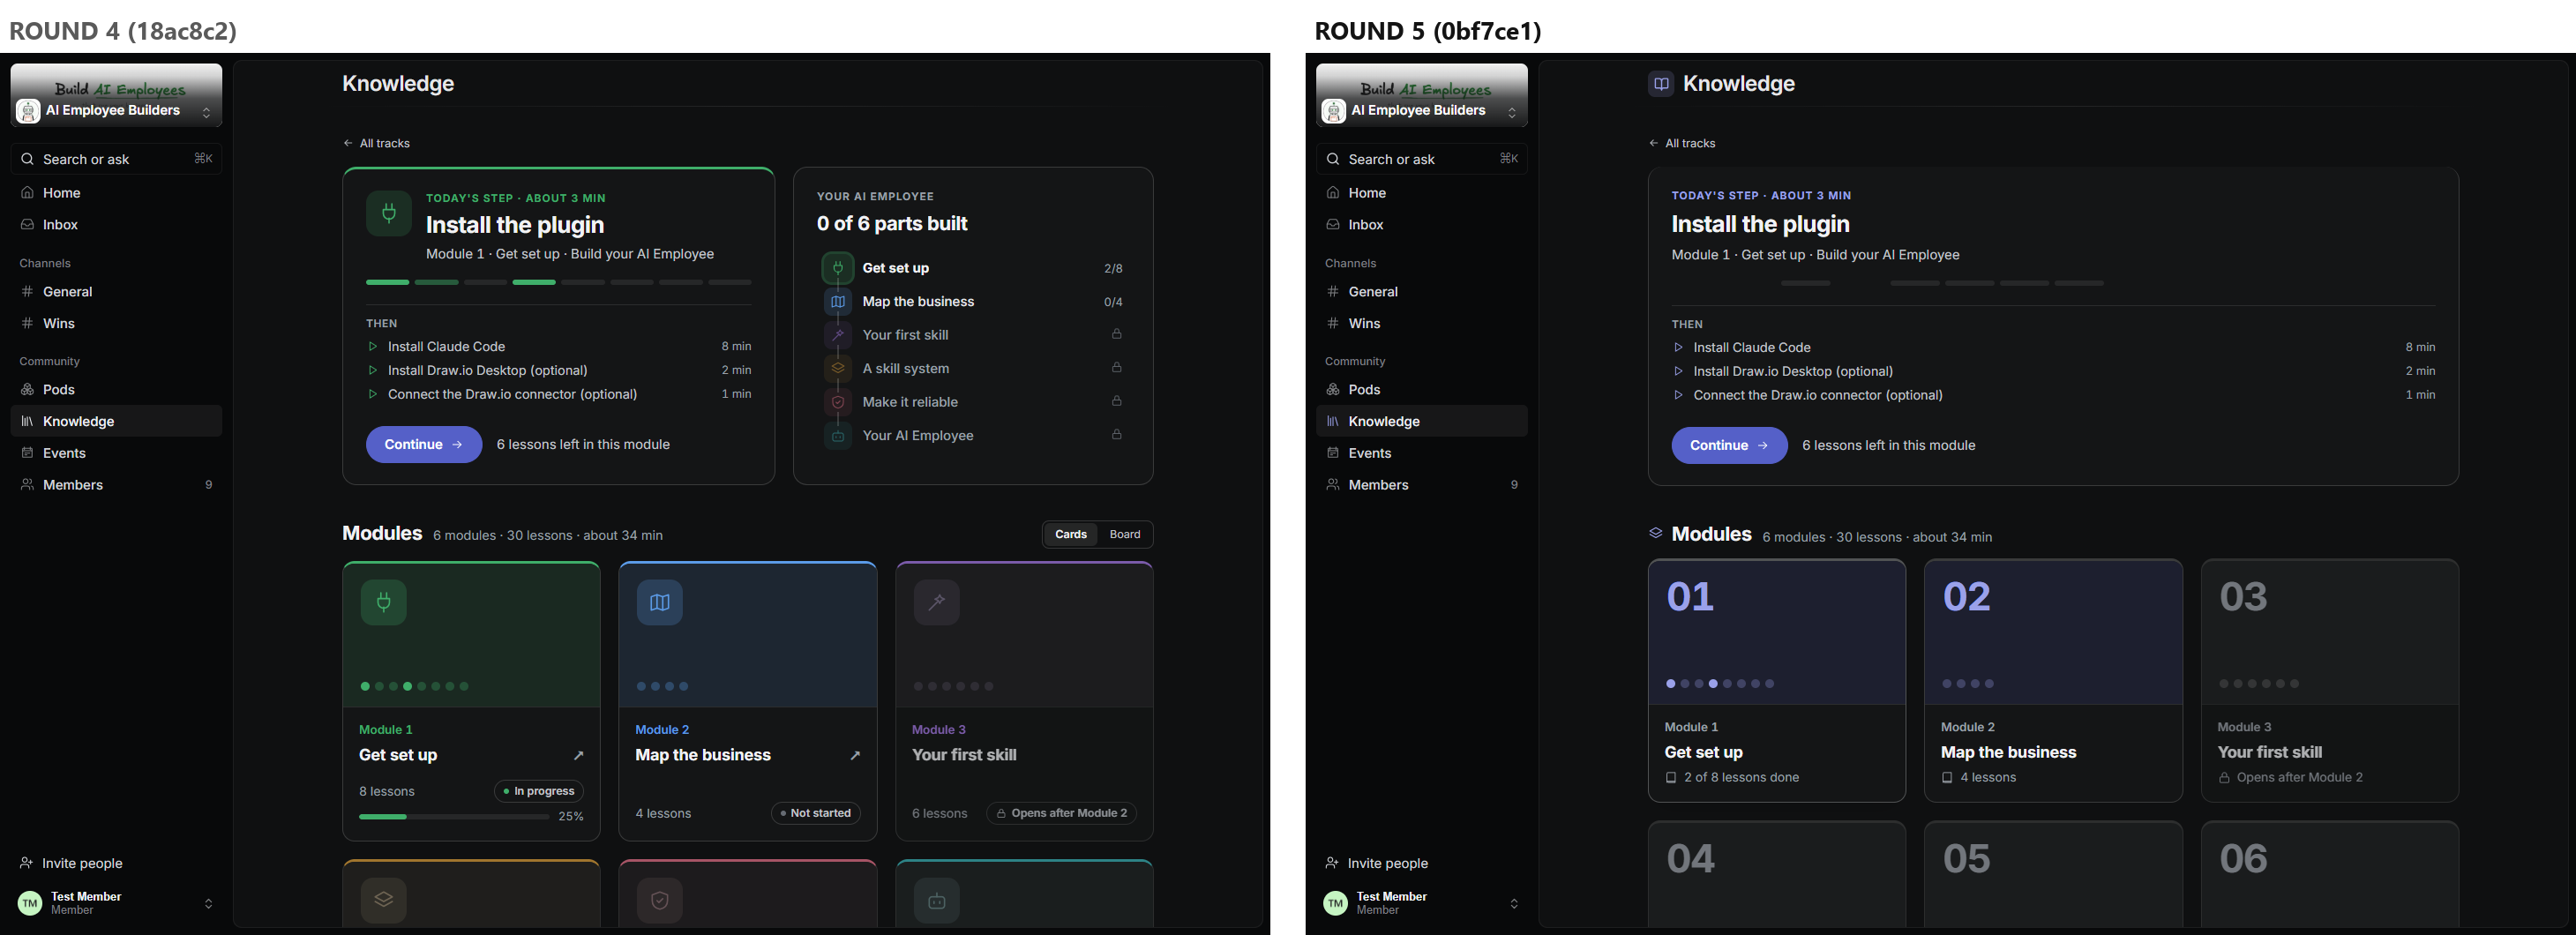 ROUND 4 (18ac8c2)
Build AI Employees
AI Employee Builders
Search or ask ⌘K
Home
Inbox
Channels
# General
# Wins
Community
Pods
Knowledge
Events
Members 9
Invite people
TM Test Member
Member
Knowledge
← All tracks
TODAY'S STEP · ABOUT 3 MIN
Install the plugin
Module 1 · Get set up · Build your AI Employee
THEN
Install Claude Code 8 min
Install Draw.io Desktop (optional) 2 min
Connect the Draw.io connector (optional) 1 min
Continue → 6 lessons left in this module
YOUR AI EMPLOYEE
0 of 6 parts built
Get set up 2/8
Map the business 0/4
Your first skill
A skill system
Make it reliable
Your AI Employee
Modules 6 modules · 30 lessons · about 34 min
Cards Board
Module 1
Get set up ↗
8 lessons In progress
25%
Module 2
Map the business ↗
4 lessons Not started
Module 3
Your first skill
6 lessons Opens after Module 2
ROUND 5 (0bf7ce1)
Build AI Employees
AI Employee Builders
Search or ask ⌘K
Home
Inbox
Channels
# General
# Wins
Community
Pods
Knowledge
Events
Members 9
Invite people
TM Test Member
Member
Knowledge
← All tracks
TODAY'S STEP · ABOUT 3 MIN
Install the plugin
Module 1 · Get set up · Build your AI Employee
THEN
Install Claude Code 8 min
Install Draw.io Desktop (optional) 2 min
Connect the Draw.io connector (optional) 1 min
Continue → 6 lessons left in this module
Modules 6 modules · 30 lessons · about 34 min
01
Module 1
Get set up
2 of 8 lessons done
02
Module 2
Map the business
4 lessons
03
Module 3
Your first skill
Opens after Module 2
04
05
06